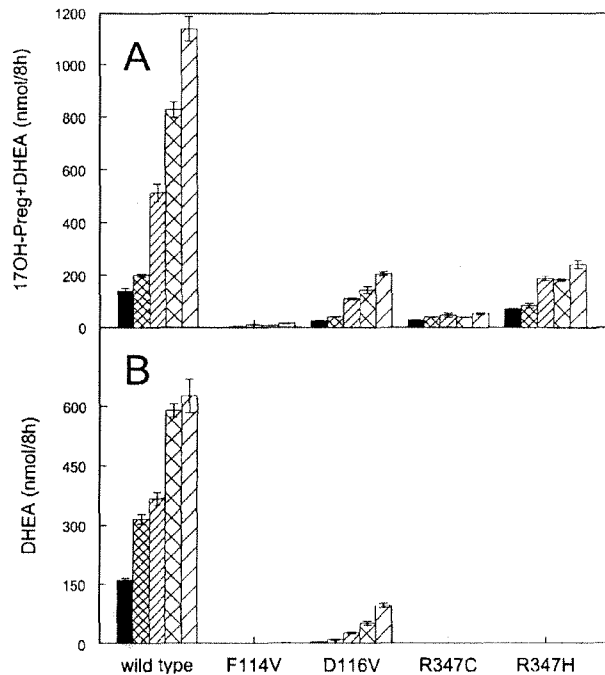 A
17OH-Preg+DHEA (nmol/8h)
1200
1000
800
600
400
200
0
B
DHEA (nmol/8h)
600
450
300
150
0
wild type F114V D116V R347C R347H